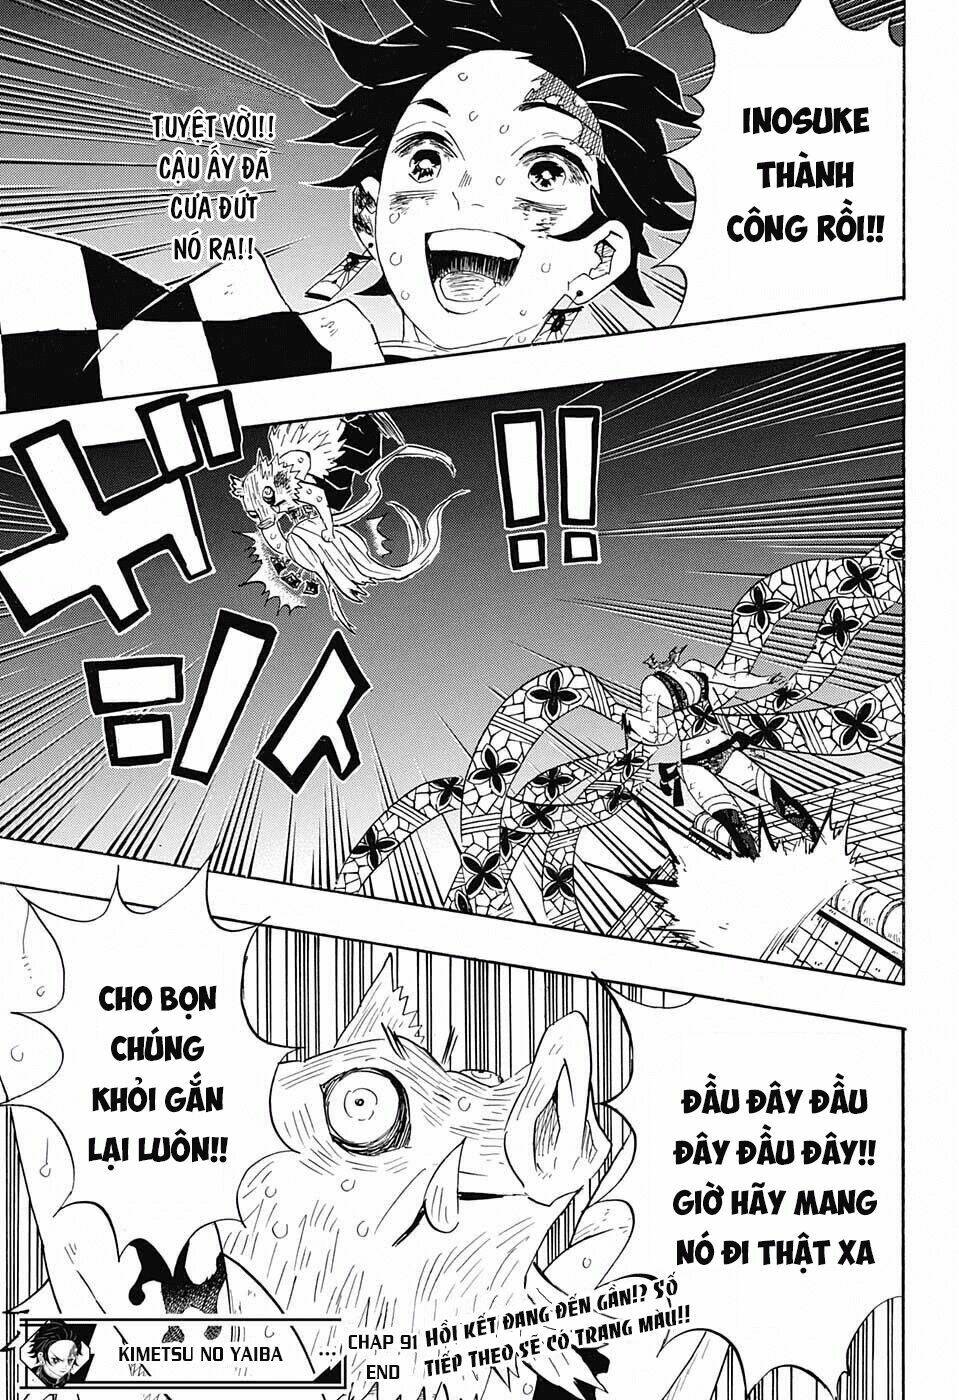 INOSUKE
THÀNH
CÔNG RỒI!!
TUYỆT VỜI!!
CẬU ẤY ĐÃ
CƯA ĐỨT
NÓ RA!!
!!
ĐẦU ĐÂY ĐẦU
ĐÂY ĐẦU ĐÂY!!
GIỜ HÃY MANG
NÓ ĐI THẬT XA
CHO BỌN
CHÚNG
KHỎI GẮN
LẠI LUÔN!!
KIMETSU NO YAIBA
... CHAP 91
END
HỒI KẾT ĐANG ĐẾN GẦN!? SỐ
TIẾP THEO SẼ CÓ TRANG MÀU!!